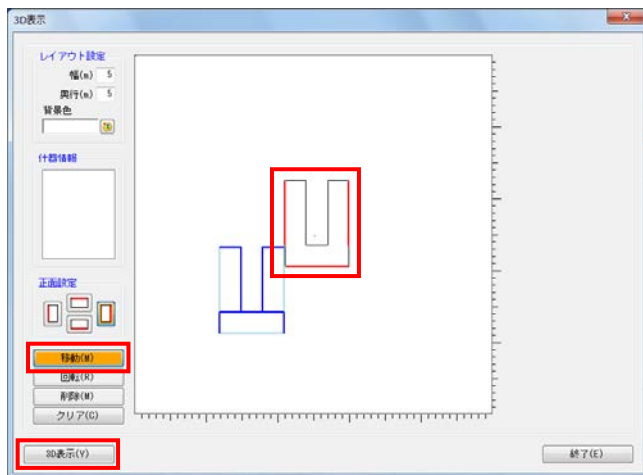 3D表示
レイアウト設定
幅(m) 5
奥行(m) 5
背景色
什器情報
正面設定
移動(M)
回転(R)
削除(M)
クリア(C)
3D表示(V)
終了(E)